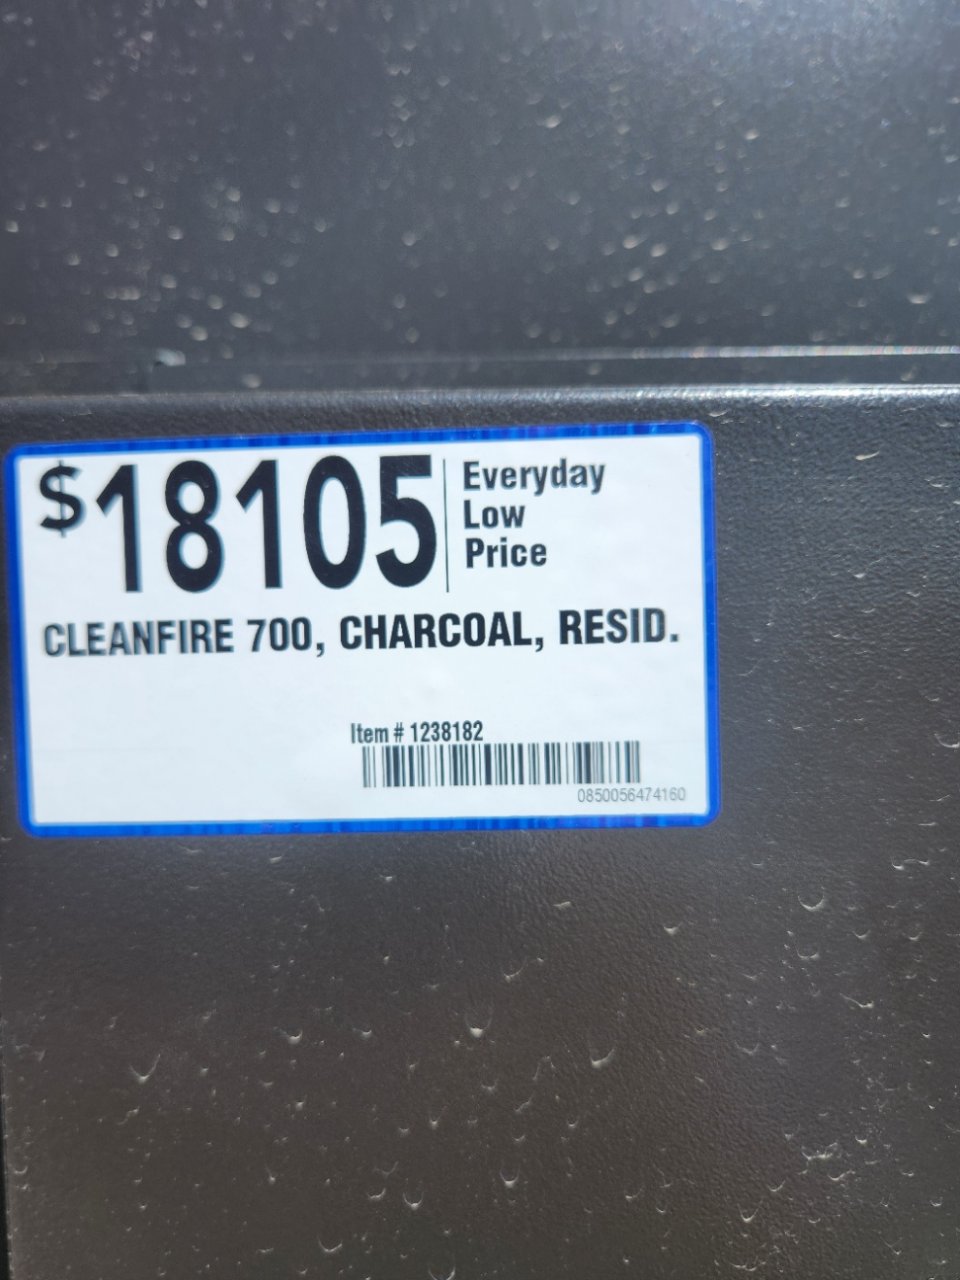 $18105
Everyday
Low
Price
CLEANFIRE 700, CHARCOAL, RESID.
Item # 1238182
0850056474160